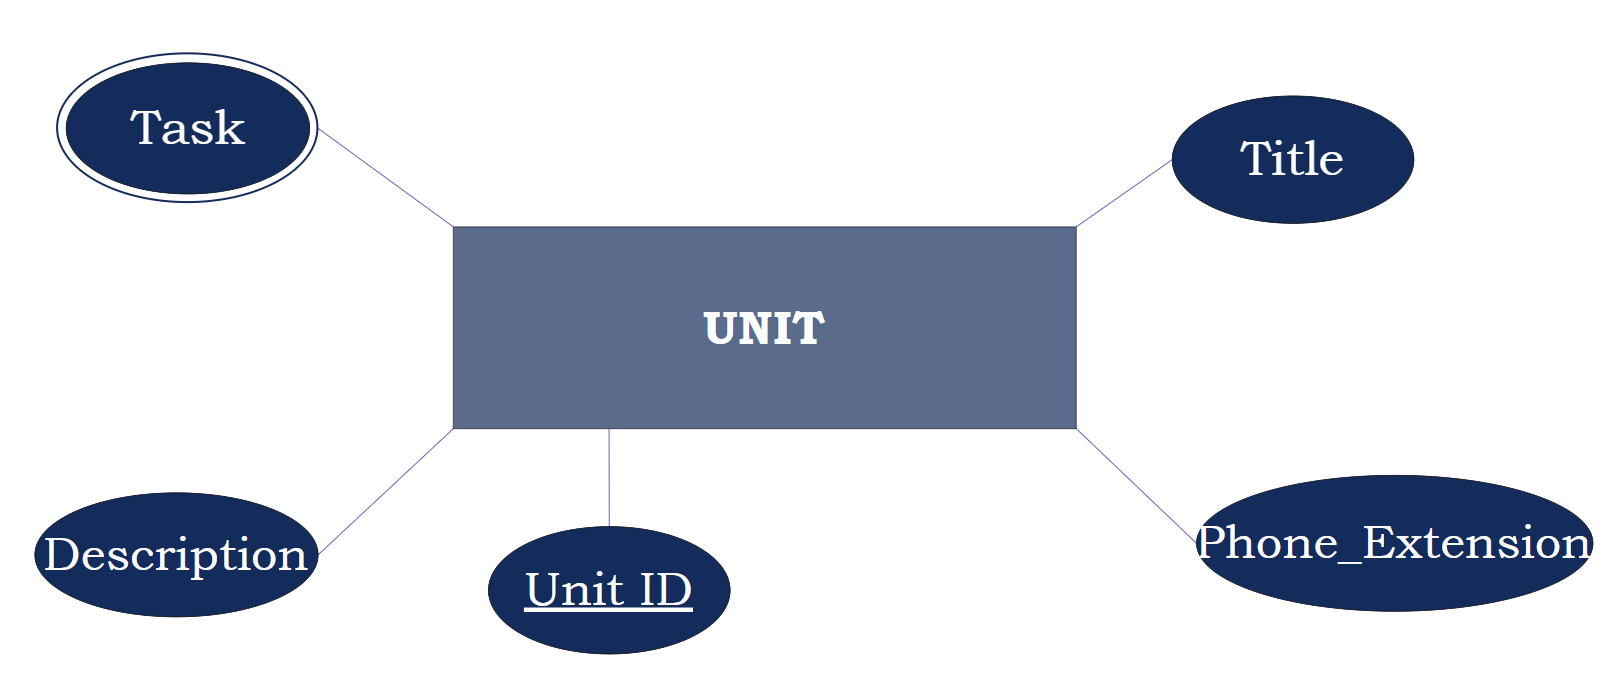 Task
Title
UNIT
Description
Unit ID
Phone_Extension